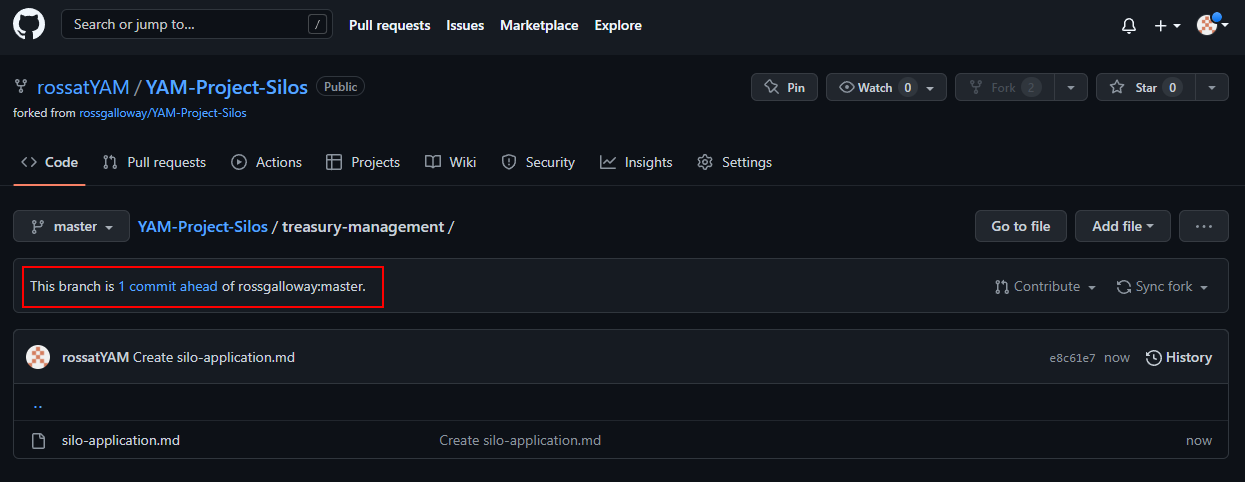 Search or jump to... /
Pull requests Issues Marketplace Explore
rossatYAM / YAM-Project-Silos Public
Pin Watch 0 Fork 2 Star 0
forked from rossgalloway/YAM-Project-Silos
Code Pull requests Actions Projects Wiki Security Insights Settings
master YAM-Project-Silos / treasury-management / Go to file Add file ...
This branch is 1 commit ahead of rossgalloway:master. Contribute Sync fork
rossatYAM Create silo-application.md e8c61e7 now History
..
silo-application.md Create silo-application.md now